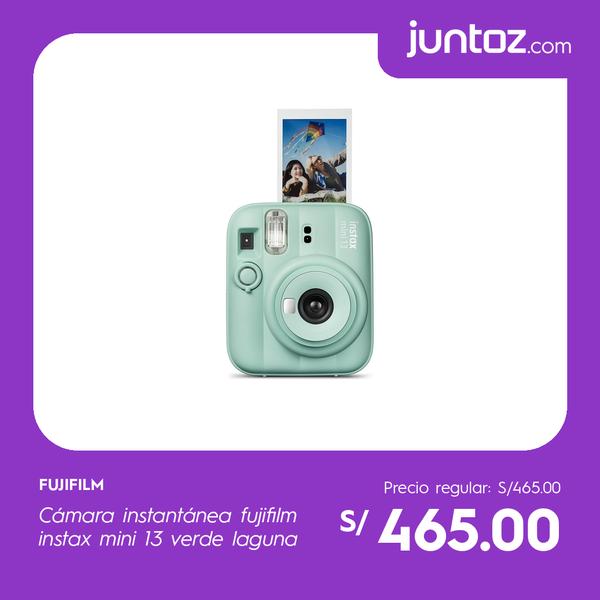 juntoz.com
instax
mini 13
FUJIFILM
Cámara instantánea fujifilm
instax mini 13 verde laguna
Precio regular: S/465.00
S/ 465.00